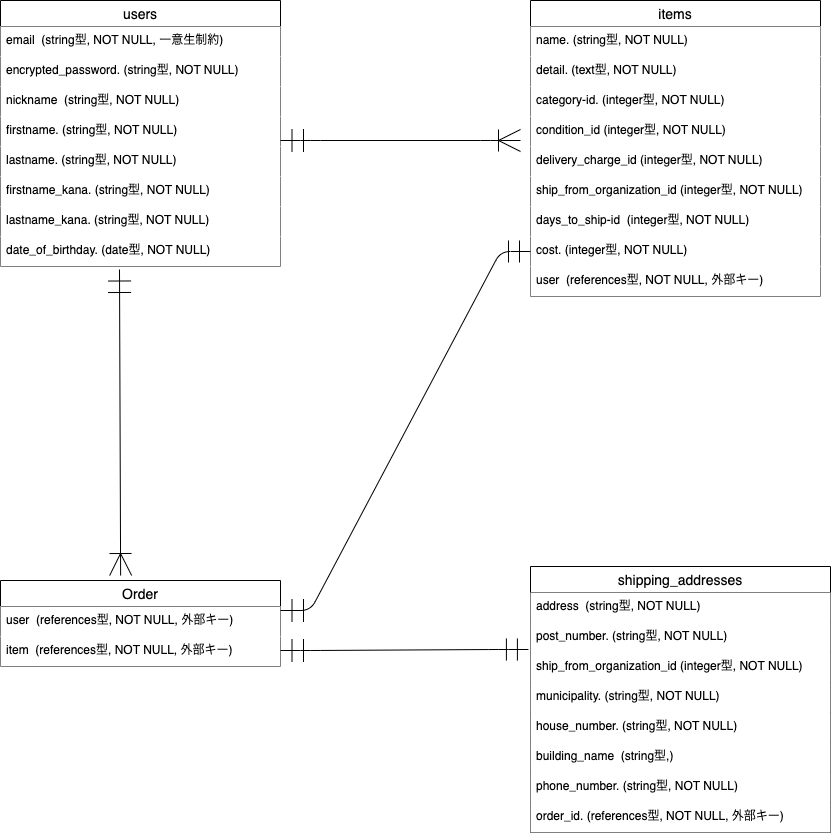 users
email (string型, NOT NULL, 一意生制約)
encrypted_password. (string型, NOT NULL)
nickname (string型, NOT NULL)
firstname. (string型, NOT NULL)
lastname. (string型, NOT NULL)
firstname_kana. (string型, NOT NULL)
lastname_kana. (string型, NOT NULL)
date_of_birthday. (date型, NOT NULL)
items
name. (string型, NOT NULL)
detail. (text型, NOT NULL)
category-id. (integer型, NOT NULL)
condition_id (integer型, NOT NULL)
delivery_charge_id (integer型, NOT NULL)
ship_from_organization_id (integer型, NOT NULL)
days_to_ship-id (integer型, NOT NULL)
cost. (integer型, NOT NULL)
user (references型, NOT NULL, 外部キー)
Order
user (references型, NOT NULL, 外部キー)
item (references型, NOT NULL, 外部キー)
shipping_addresses
address (string型, NOT NULL)
post_number. (string型, NOT NULL)
ship_from_organization_id (integer型, NOT NULL)
municipality. (string型, NOT NULL)
house_number. (string型, NOT NULL)
building_name (string型,)
phone_number. (string型, NOT NULL)
order_id. (references型, NOT NULL, 外部キー)